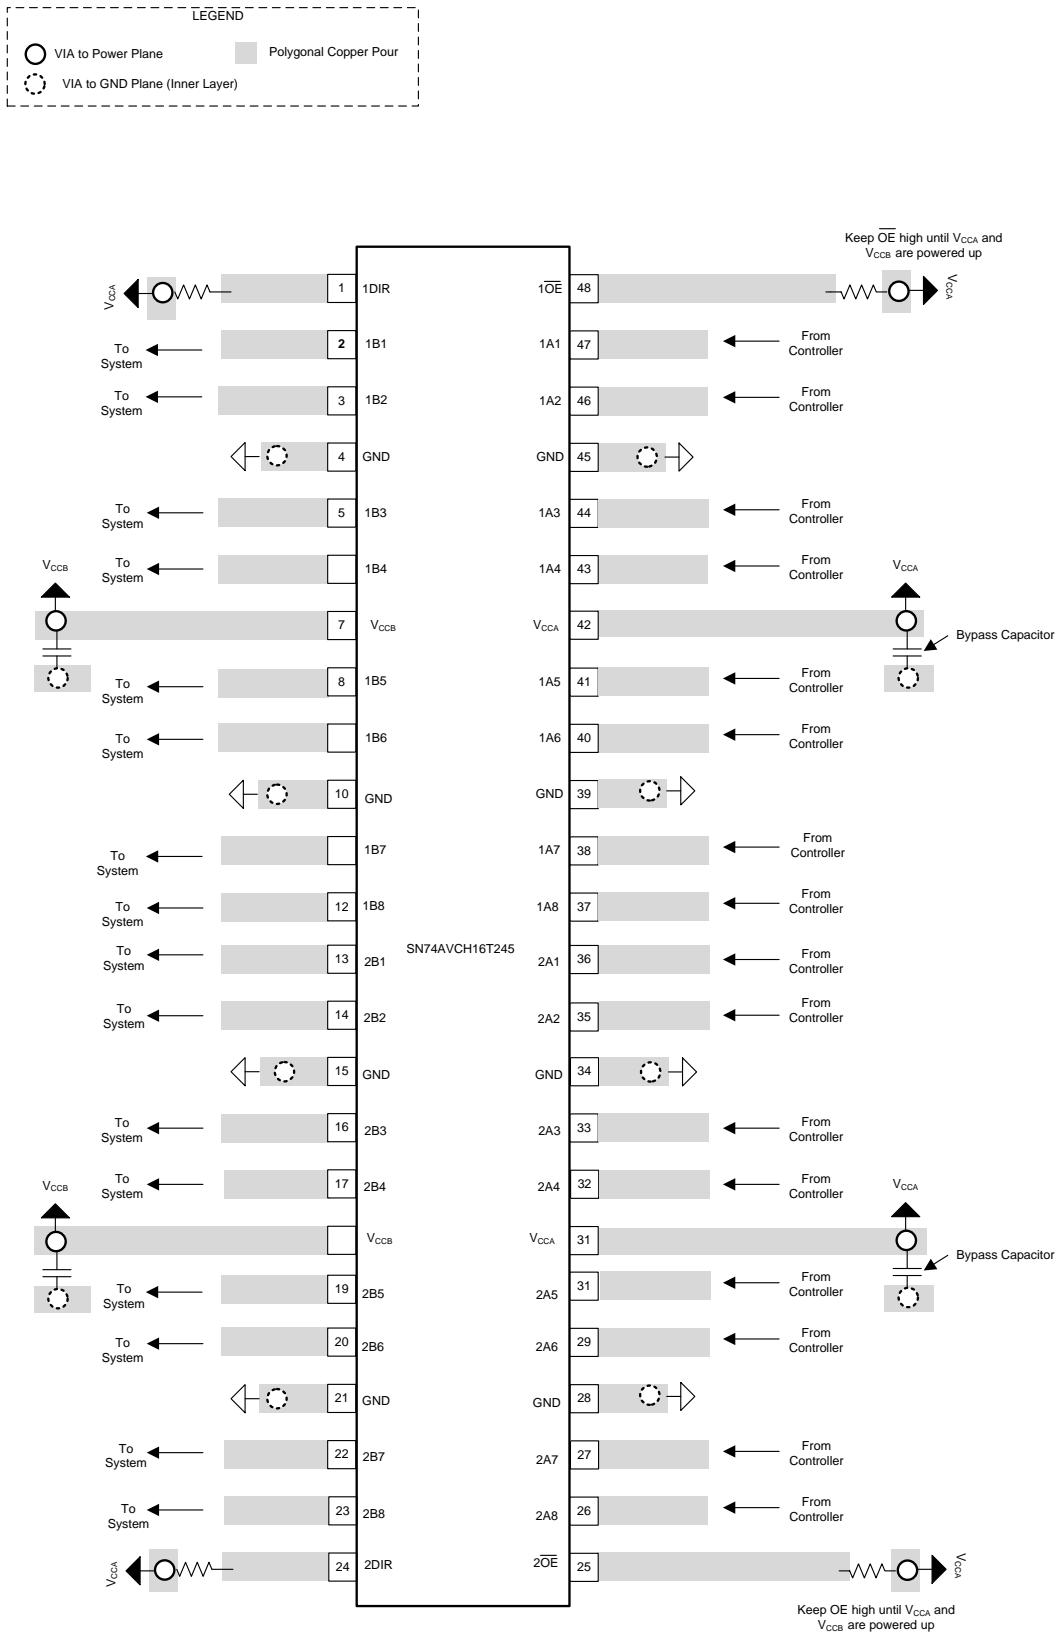 LEGEND
VIA to Power Plane
Polygonal Copper Pour
VIA to GND Plane (Inner Layer)
Keep OE high until VCCA and
VCCB are powered up
VCCA
1
1DIR
1OE
48
VCCA
To
System
2
1B1
1A1
47
From
Controller
To
System
3
1B2
1A2
46
From
Controller
4
GND
GND
45
To
System
5
1B3
1A3
44
From
Controller
To
System
1B4
1A4
43
From
Controller
VCCB
7
VCCB
VCCA
42
VCCA
Bypass Capacitor
To
System
8
1B5
1A5
41
From
Controller
To
System
1B6
1A6
40
From
Controller
10
GND
GND
39
To
System
1B7
1A7
38
From
Controller
To
System
12
1B8
1A8
37
From
Controller
SN74AVCH16T245
To
System
13
2B1
2A1
36
From
Controller
To
System
14
2B2
2A2
35
From
Controller
15
GND
GND
34
To
System
16
2B3
2A3
33
From
Controller
To
System
17
2B4
2A4
32
From
Controller
VCCB
VCCB
VCCA
31
VCCA
Bypass Capacitor
To
System
19
2B5
2A5
31
From
Controller
To
System
20
2B6
2A6
29
From
Controller
21
GND
GND
28
To
System
22
2B7
2A7
27
From
Controller
To
System
23
2B8
2A8
26
From
Controller
VCCA
24
2DIR
2OE
25
VCCA
Keep OE high until VCCA and
VCCB are powered up